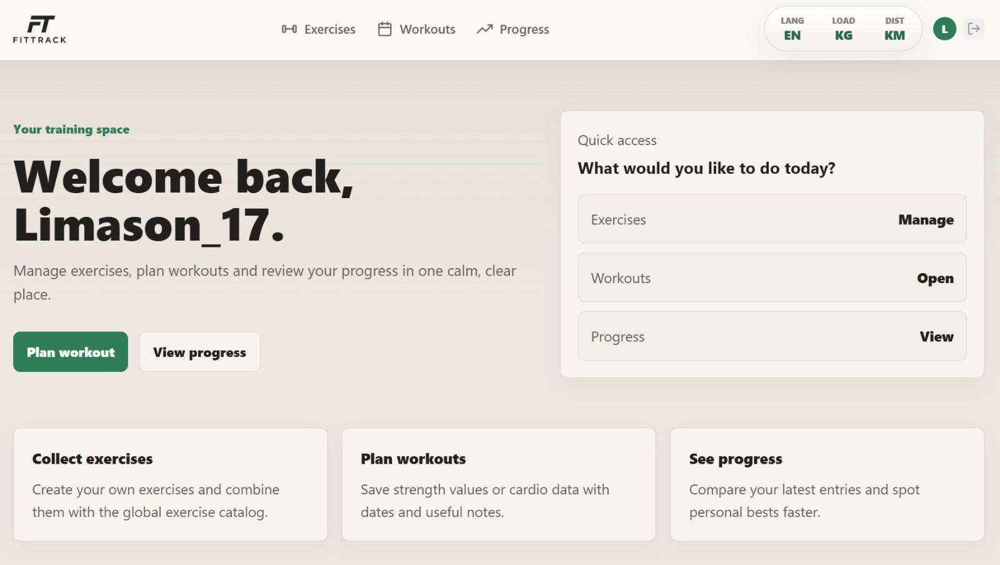 FT
FITTRACK
Exercises
Workouts
Progress
LANG
EN
LOAD
KG
DIST
KM
L
Your training space
Welcome back,
Limason_17.
Manage exercises, plan workouts and review your progress in one calm, clear
place.
Plan workout
View progress
Quick access
What would you like to do today?
Exercises
Manage
Workouts
Open
Progress
View
Collect exercises
Create your own exercises and combine
them with the global exercise catalog.
Plan workouts
Save strength values or cardio data with
dates and useful notes.
See progress
Compare your latest entries and spot
personal bests faster.